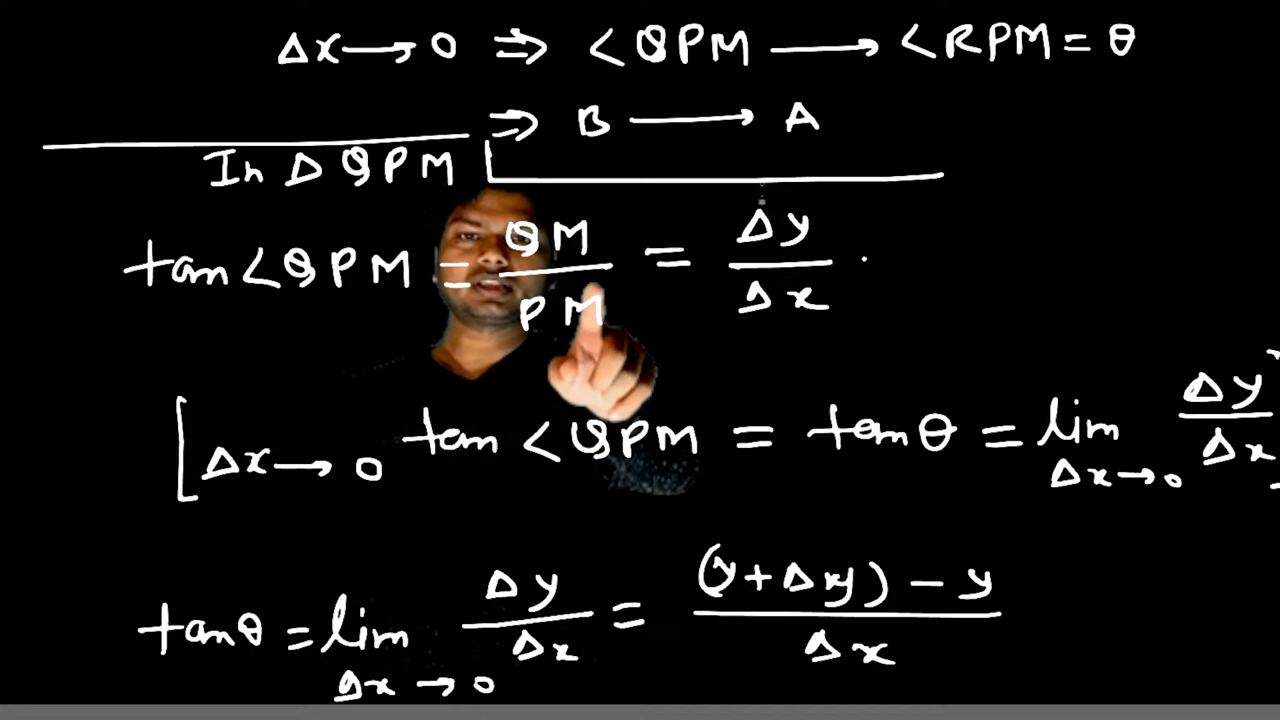 Δx → 0 ⇒ <QPM → <RPM = θ
⇒ B → A
In Δ QPM
tan <QPM = QM/PM = Δy/Δx .
[Δx → 0 tan <QPM = tanθ = lim Δx→0 Δy/Δx]
tanθ = lim Δx → 0 Δy/Δx = (y + Δy) - y / Δx